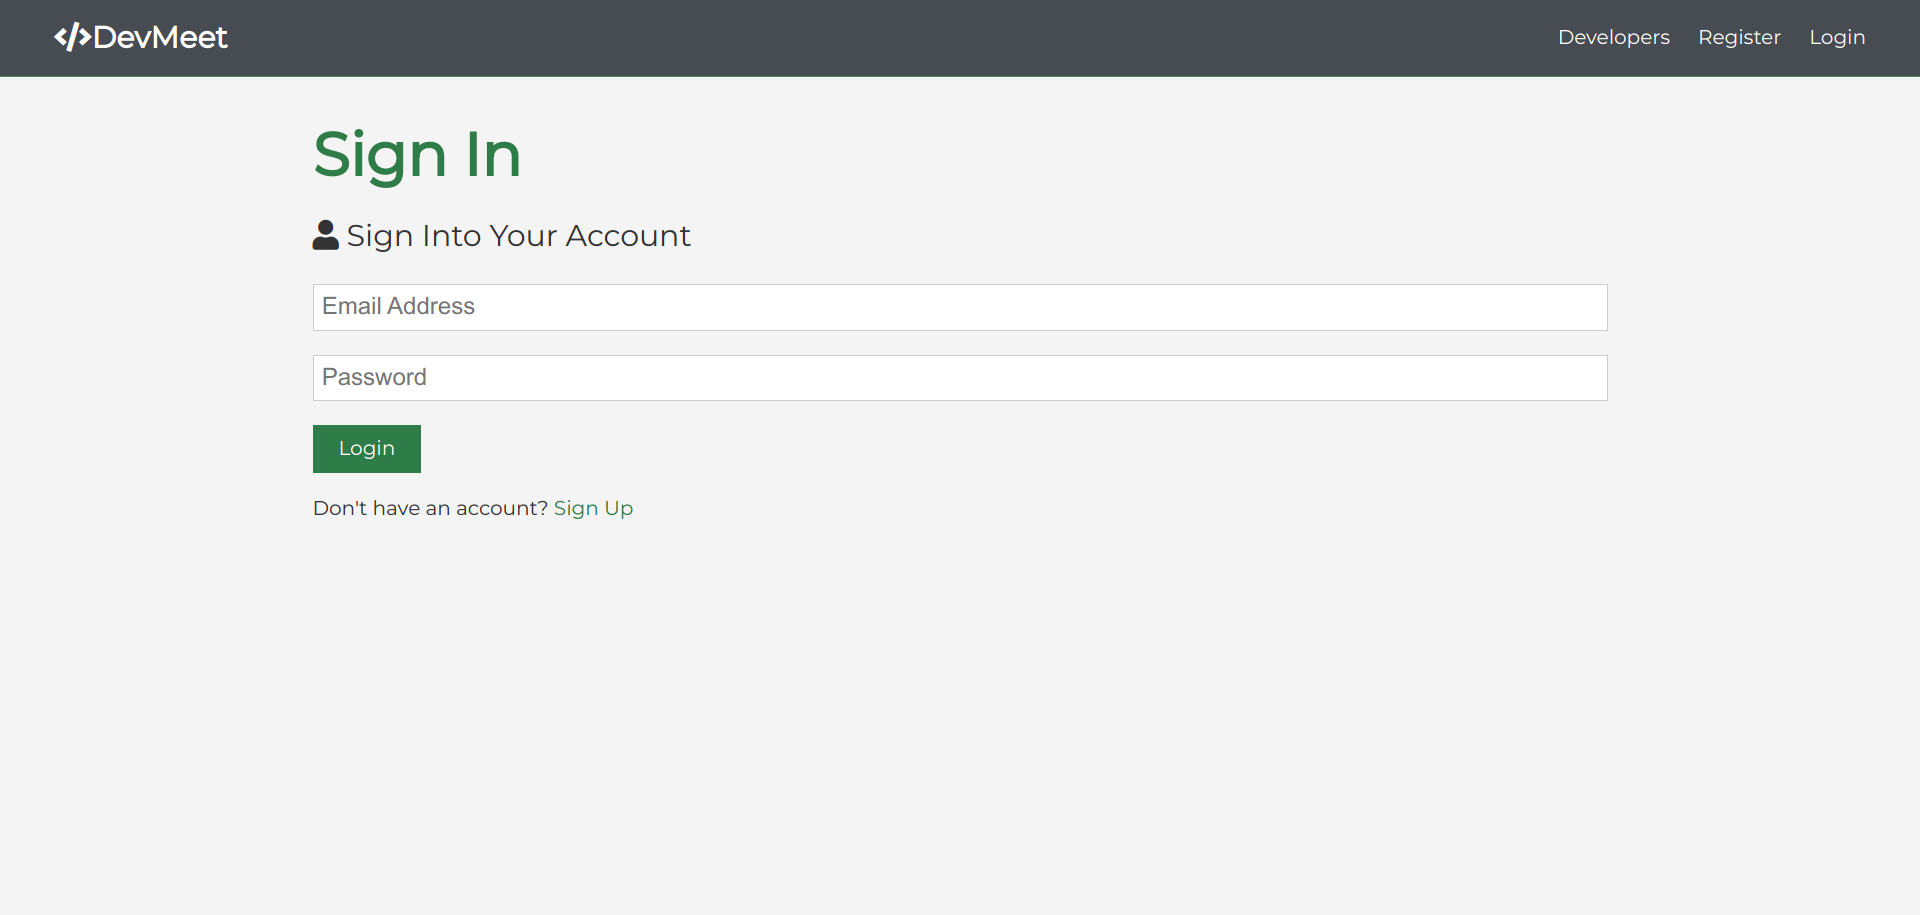 </>DevMeet Developers Register Login
Sign In
Sign Into Your Account
Email Address
Password
Login
Don't have an account? Sign Up